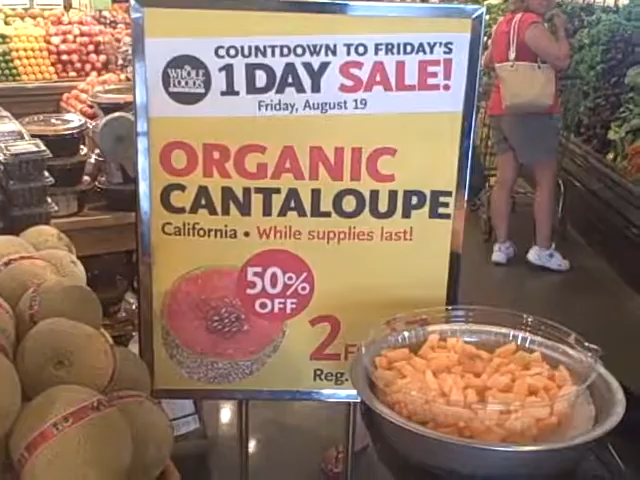 COUNTDOWN TO FRIDAY'S
WHOLE
FOODS
1 DAY SALE!
Friday, August 19
ORGANIC
CANTALOUPE
California • While supplies last!
50%
OFF
2 F
Reg.